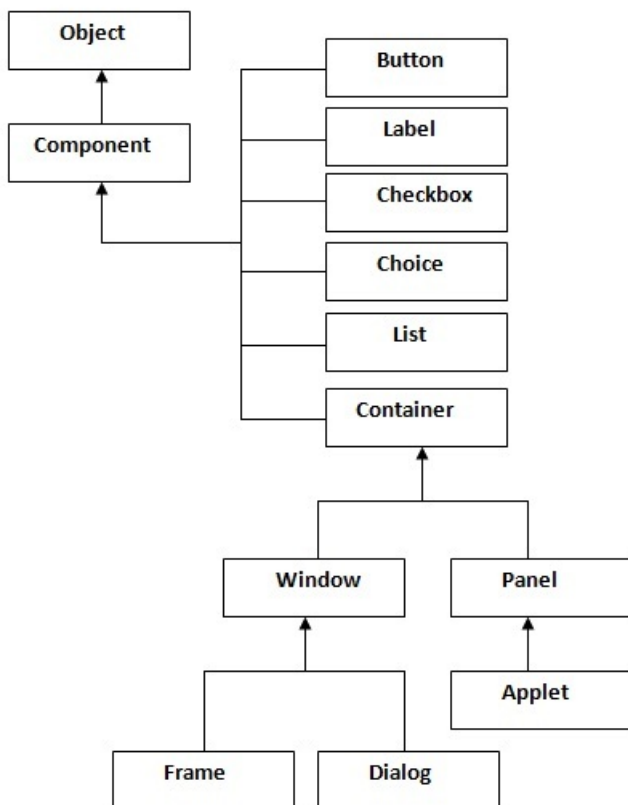 Object
Button
Label
Component
Checkbox
Choice
List
Container
Window
Panel
Applet
Frame
Dialog